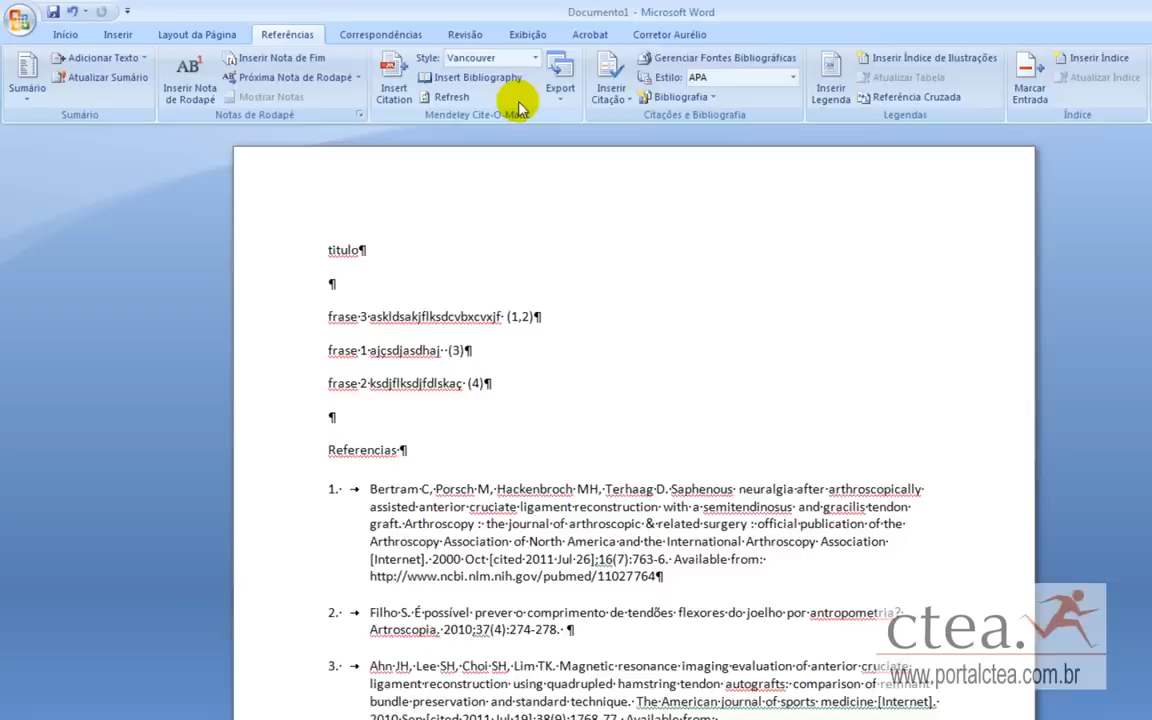 Documento1 - Microsoft Word
Início Inserir Layout da Página Referências Correspondências Revisão Exibição Acrobat Corretor Aurélio
Sumário
Adicionar Texto
Atualizar Sumário
Sumário
AB¹
Inserir Nota de Rodapé
Inserir Nota de Fim
Próxima Nota de Rodapé
Mostrar Notas
Notas de Rodapé
Insert Citation
Style: Vancouver
Insert Bibliography
Refresh
Export
Mendeley Cite-O-
Inserir Citação
Gerenciar Fontes Bibliográficas
Estilo: APA
Bibliografia
Citações e Bibliografia
Inserir Legenda
Inserir Índice de Ilustrações
Atualizar Tabela
Referência Cruzada
Legendas
Marcar Entrada
Inserir Índice
Atualizar Índice
Índice
titulo¶
¶
frase·3·askldsakjflksdcvbxcvxjf· (1,2)¶
frase·1·ajçsdjasdhaj··(3)¶
frase·2·ksdjflksdjfdlskaç· (4)¶
¶
Referencias·¶
1.· → Bertram·C,·Porsch·M,·Hackenbroch·MH,·Terhaag·D.·Saphenous· neuralgia·after·arthroscopically
assisted·anterior·cruciate·ligament·reconstruction· with·a·semitendinosus· and·gracilis·tendon
graft.·Arthroscopy·:·the·journal·of·arthroscopic·&·related·surgery·:·official·publication·of·the
Arthroscopy·Association·of·North·America·and·the·International·Arthroscopy·Association
[Internet].·2000·Oct·[cited·2011·Jul·26];16(7):763-6.· Available·from:·
http://www.ncbi.nlm.nih.gov/pubmed/11027764¶
2.· → Filho·S.·É·possível·prever·o·comprimento·de·tendões·flexores·do·joelho·por·antropometria?
Artroscopia.·2010;37(4):274-278.· ¶
3.· → Ahn·JH,·Lee·SH,·Choi·SH,·Lim·TK.·Magnetic·resonance·imaging·evaluation·of·anterior·cruciate
ligament·reconstruction·using·quadrupled·hamstring·tendon·autografts:·comparison·of·remnant
bundle·preservation·and·standard·technique.·The·American·journal·of·sports·medicine·[Internet].
2010·Sep·[cited·2011·Jul·19];38(9):1768-77.·Available·from:·
ctea.
www.portalctea.com.br